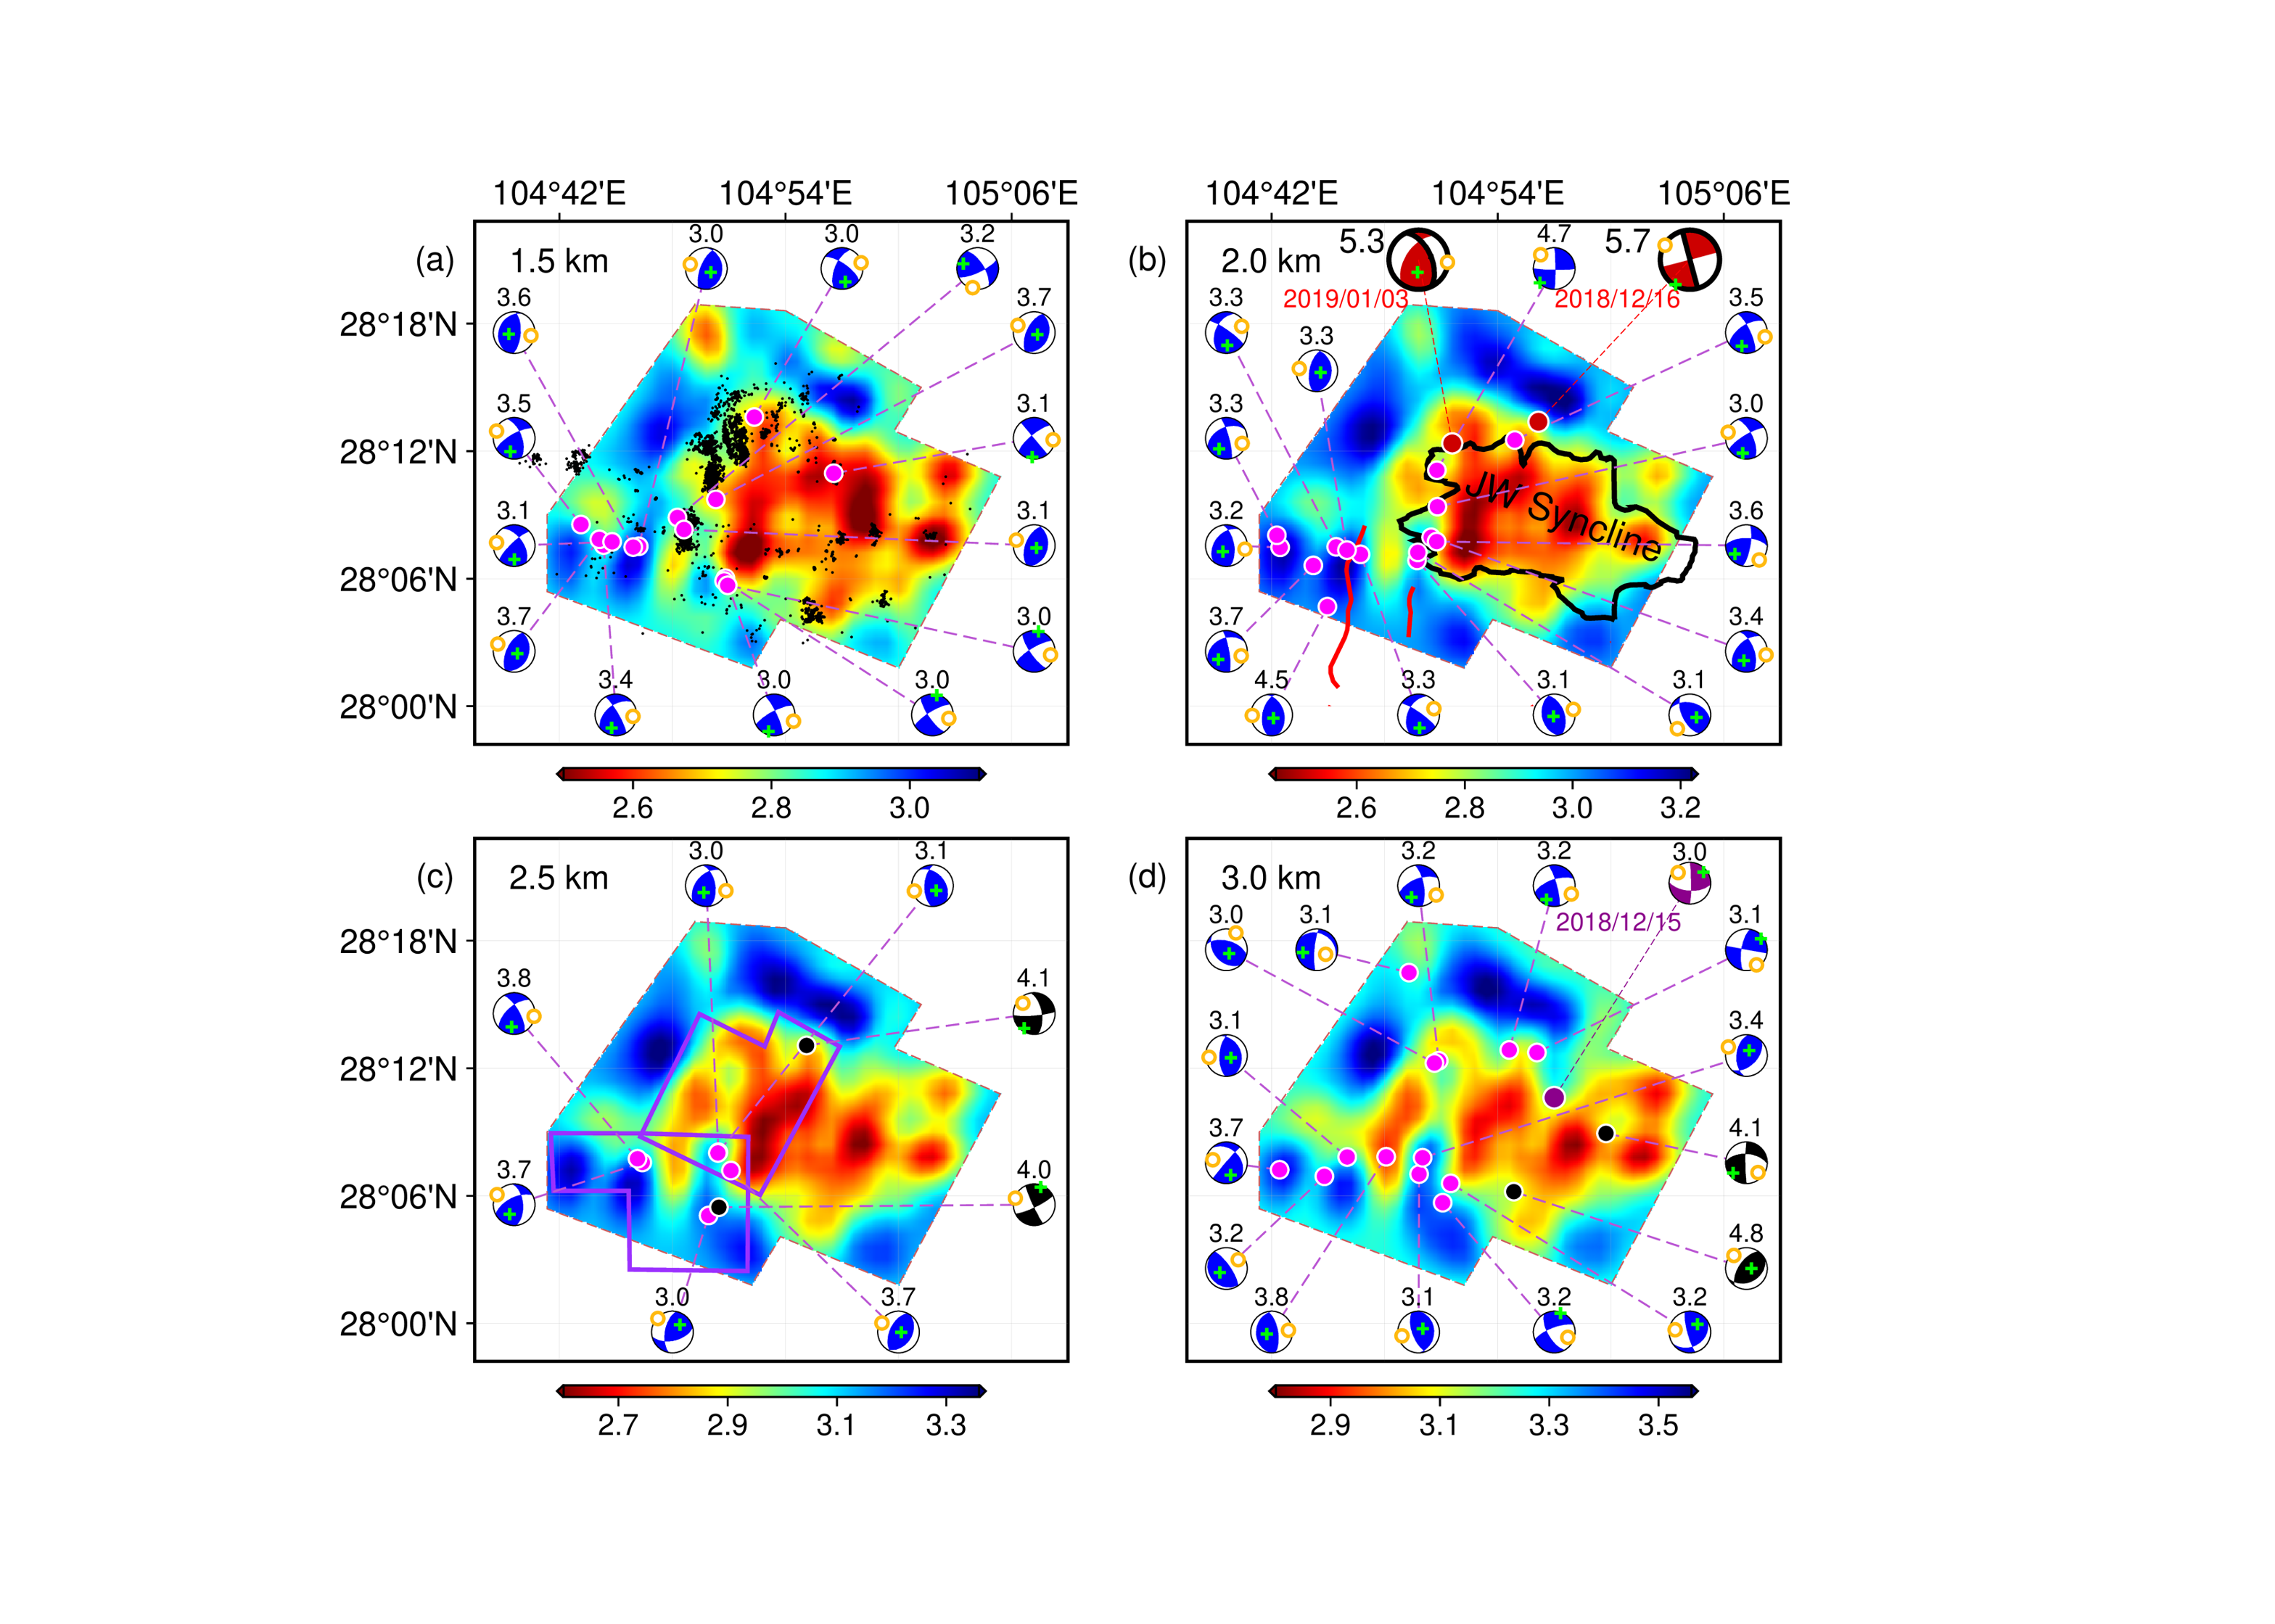 104°42'E 104°54'E 105°06'E
104°42'E 104°54'E 105°06'E
(a) 1.5 km
3.0 3.0 3.2
3.6 3.7
3.5 3.1
3.1 3.1
3.7 3.0
3.4 3.0 3.0
28°18'N
28°12'N
28°06'N
28°00'N
2.6 2.8 3.0
(b) 2.0 km
5.3 4.7 5.7
2019/01/03 2018/12/16
3.3 3.5
3.3
3.3 3.0
JW Syncline
3.2 3.6
3.7 3.4
4.5 3.3 3.1 3.1
2.6 2.8 3.0 3.2
(c) 2.5 km
3.0 3.1
3.8 4.1
3.7 4.0
3.0 3.7
28°18'N
28°12'N
28°06'N
28°00'N
2.7 2.9 3.1 3.3
(d) 3.0 km
3.2 3.2 3.0
2018/12/15
3.0 3.1 3.1
3.1 3.4
3.7 4.1
3.2 4.8
3.8 3.1 3.2 3.2
2.9 3.1 3.3 3.5